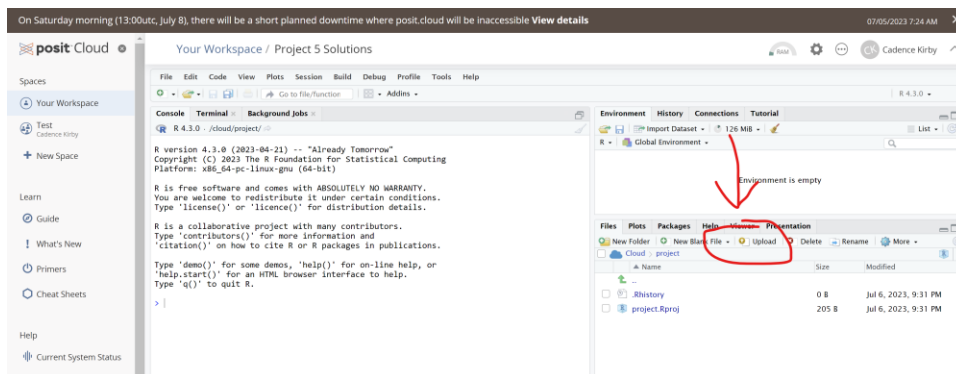 On Saturday morning (13:00utc, July 8), there will be a short planned downtime where posit.cloud will be inaccessible View details
07/05/2023 7:24 AM
posit Cloud
Your Workspace / Project 5 Solutions
RAM
CK Cadence Kirby
Spaces
Your Workspace
Test
Cadence Kirby
New Space
Learn
Guide
What's New
Primers
Cheat Sheets
Help
Current System Status
File Edit Code View Plots Session Build Debug Profile Tools Help
Go to file/function Addins
R 4.3.0
Console Terminal Background Jobs
R 4.3.0 · /cloud/project/
R version 4.3.0 (2023-04-21) -- "Already Tomorrow"
Copyright (C) 2023 The R Foundation for Statistical Computing
Platform: x86_64-pc-linux-gnu (64-bit)
R is free software and comes with ABSOLUTELY NO WARRANTY.
You are welcome to redistribute it under certain conditions.
Type 'license()' or 'licence()' for distribution details.
R is a collaborative project with many contributors.
Type 'contributors()' for more information and
'citation()' on how to cite R or R packages in publications.
Type 'demo()' for some demos, 'help()' for on-line help, or
'help.start()' for an HTML browser interface to help.
Type 'q()' to quit R.
>
Environment History Connections Tutorial
Import Dataset 126 MiB List
R Global Environment
Environment is empty
Files Plots Packages Help Viewer Presentation
New Folder New Blank File Upload Delete Rename More
Cloud project
Name Size Modified
..
.Rhistory 0 B Jul 6, 2023, 9:31 PM
project.Rproj 205 B Jul 6, 2023, 9:31 PM